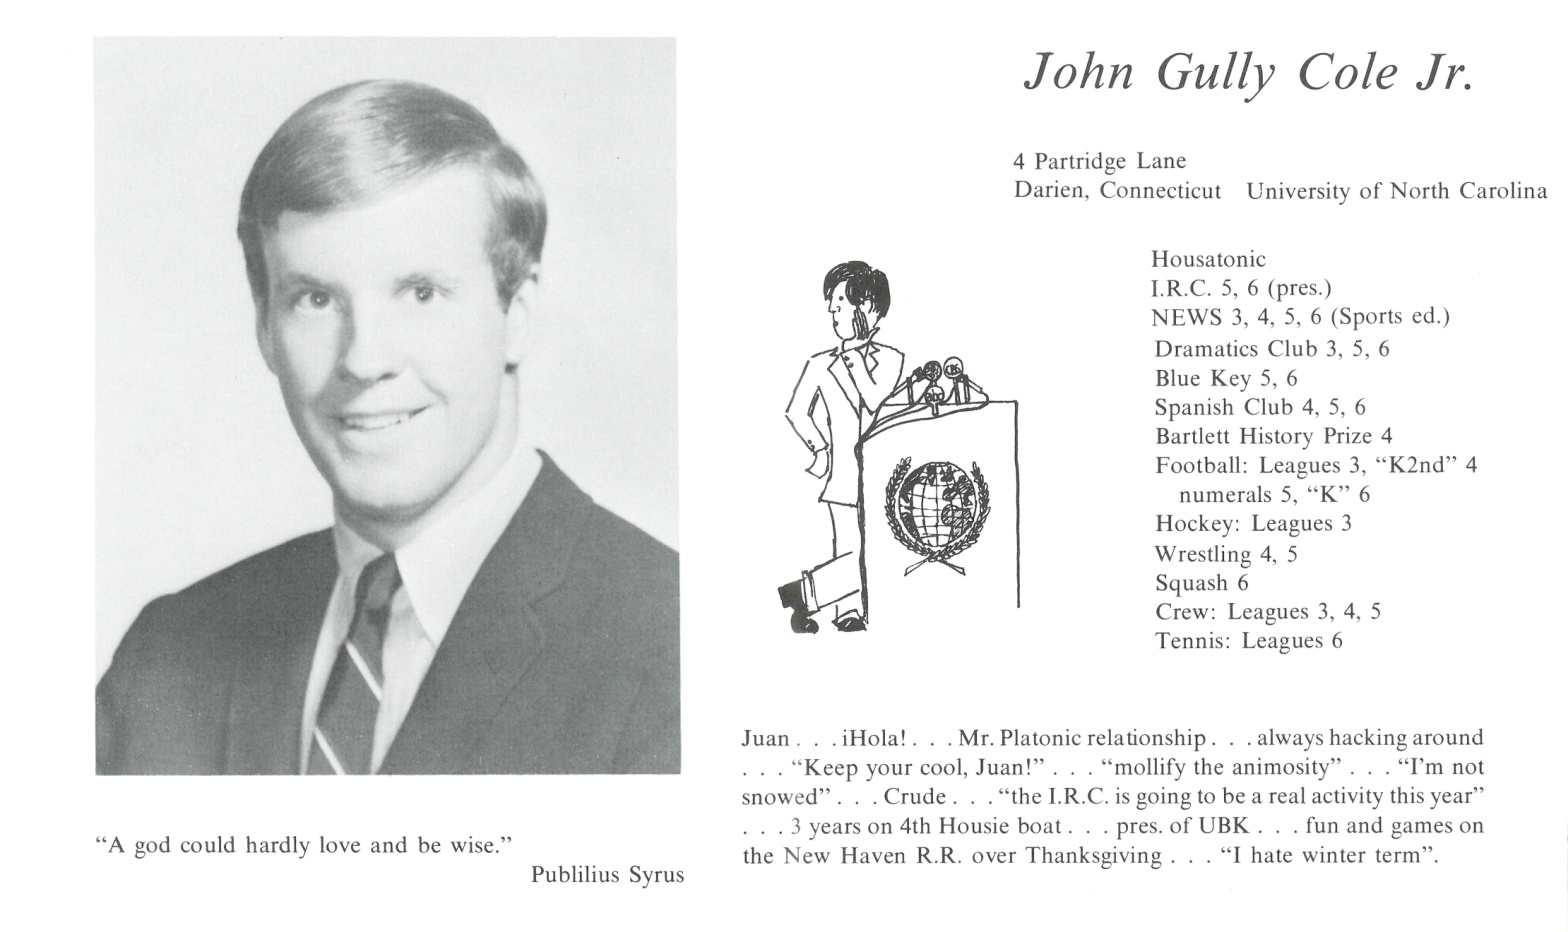 John Gully Cole Jr.
4 Partridge Lane
Darien, Connecticut University of North Carolina
Housatonic
I.R.C. 5, 6 (pres.)
NEWS 3, 4, 5, 6 (Sports ed.)
Dramatics Club 3, 5, 6
Blue Key 5, 6
Spanish Club 4, 5, 6
Bartlett History Prize 4
Football: Leagues 3, “K2nd” 4
numerals 5, “K” 6
Hockey: Leagues 3
Wrestling 4, 5
Squash 6
Crew: Leagues 3, 4, 5
Tennis: Leagues 6
abc
Juan . . . iHola! . . . Mr. Platonic relationship . . . always hacking around
. . . “Keep your cool, Juan!” . . . “mollify the animosity” . . . “I'm not
snowed” . . . Crude . . . “the I.R.C. is going to be a real activity this year”
. . . 3 years on 4th Housie boat . . . pres. of UBK . . . fun and games on
the New Haven R.R. over Thanksgiving . . . “I hate winter term”.
“A god could hardly love and be wise.”
Publilius Syrus